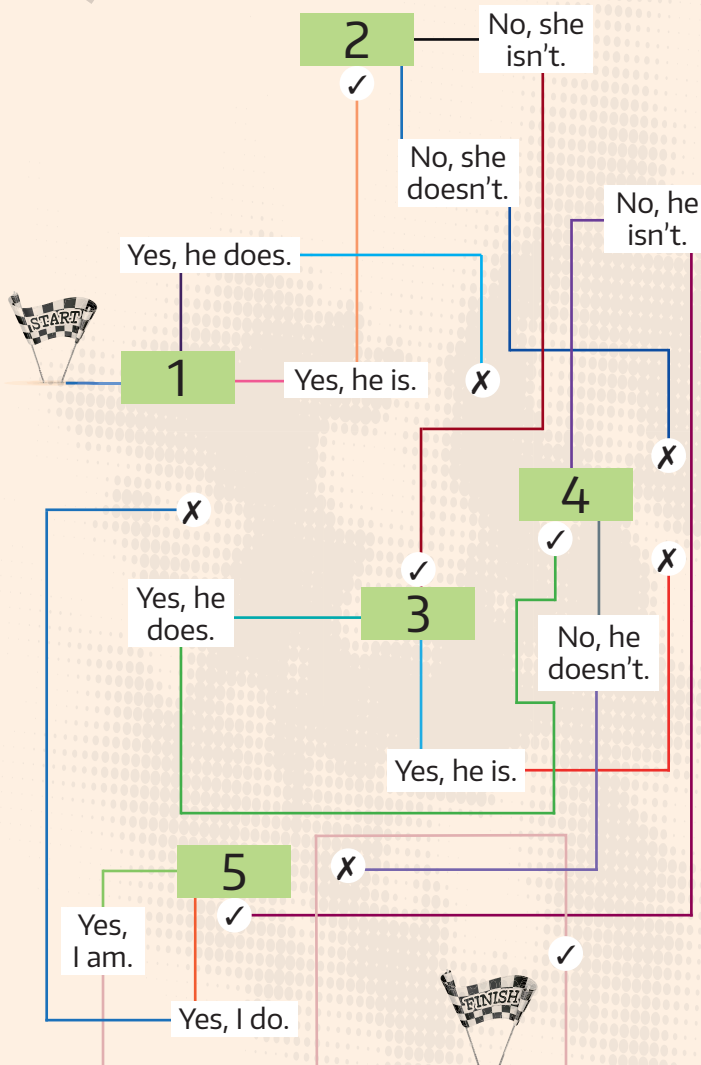 2
No, she
isn't.
No, she
doesn't.
No, he
isn't.
Yes, he does.
START
1
Yes, he is.
4
Yes, he
does.
3
No, he
doesn't.
Yes, he is.
5
Yes,
I am.
FINISH
Yes, I do.